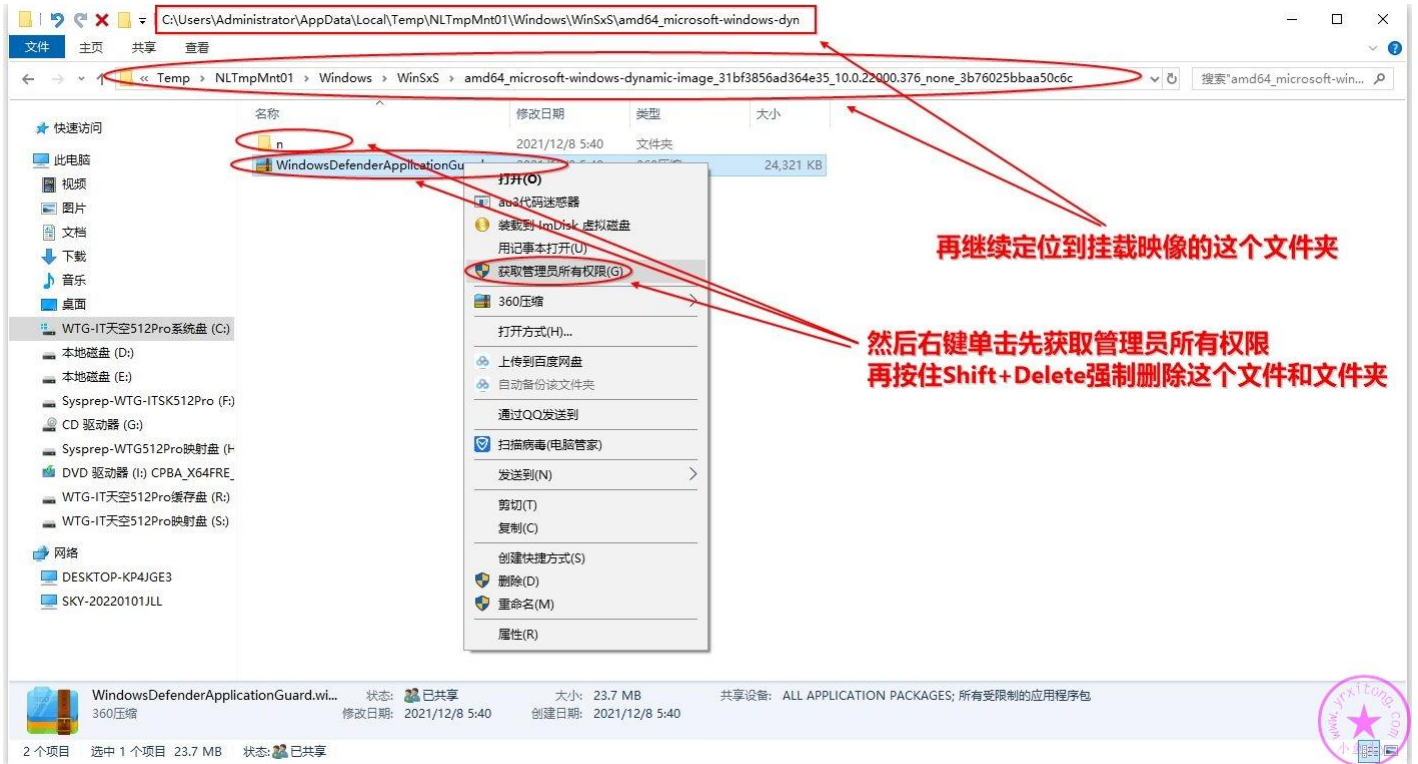 C:\Users\Administrator\AppData\Local\Temp\NLTmpMnt01\Windows\WinSxS\amd64_microsoft-windows-dyn
文件 主页 共享 查看
« Temp › NLTmpMnt01 › Windows › WinSxS › amd64_microsoft-windows-dynamic-image_31bf3856ad364e35_10.0.22000.376_none_3b76025bbaa50c6c
搜索"amd64_microsoft-win...
名称 修改日期 类型 大小
n 2021/12/8 5:40 文件夹
WindowsDefenderApplicationGu 24,321 KB
快速访问
此电脑
视频
图片
文档
下载
音乐
桌面
WTG-IT天空512Pro系统盘 (C:)
本地磁盘 (D:)
本地磁盘 (E:)
Sysprep-WTG-ITSK512Pro (F:)
CD 驱动器 (G:)
Sysprep-WTG512Pro映射盘 (H
DVD 驱动器 (I:) CPBA_X64FRE_
WTG-IT天空512Pro缓存盘 (R:)
WTG-IT天空512Pro映射盘 (S:)
网络
DESKTOP-KP4JGE3
SKY-20220101JLL
打开(O)
au3代码迷惑器
装载到 ImDisk 虚拟磁盘
用记事本打开(U)
获取管理员所有权限(G)
360压缩
打开方式(H)...
上传到百度网盘
自动备份该文件夹
通过QQ发送到
扫描病毒(电脑管家)
发送到(N)
剪切(T)
复制(C)
创建快捷方式(S)
删除(D)
重命名(M)
属性(R)
再继续定位到挂载映像的这个文件夹
然后右键单击先获取管理员所有权限
再按住Shift+Delete强制删除这个文件和文件夹
WindowsDefenderApplicationGuard.wi... 状态: 已共享 大小: 23.7 MB 共享设备: ALL APPLICATION PACKAGES; 所有受限制的应用程序包
360压缩 修改日期: 2021/12/8 5:40 创建日期: 2021/12/8 5:40
2 个项目 选中 1 个项目 23.7 MB 状态: 已共享
www.yrxitong.com